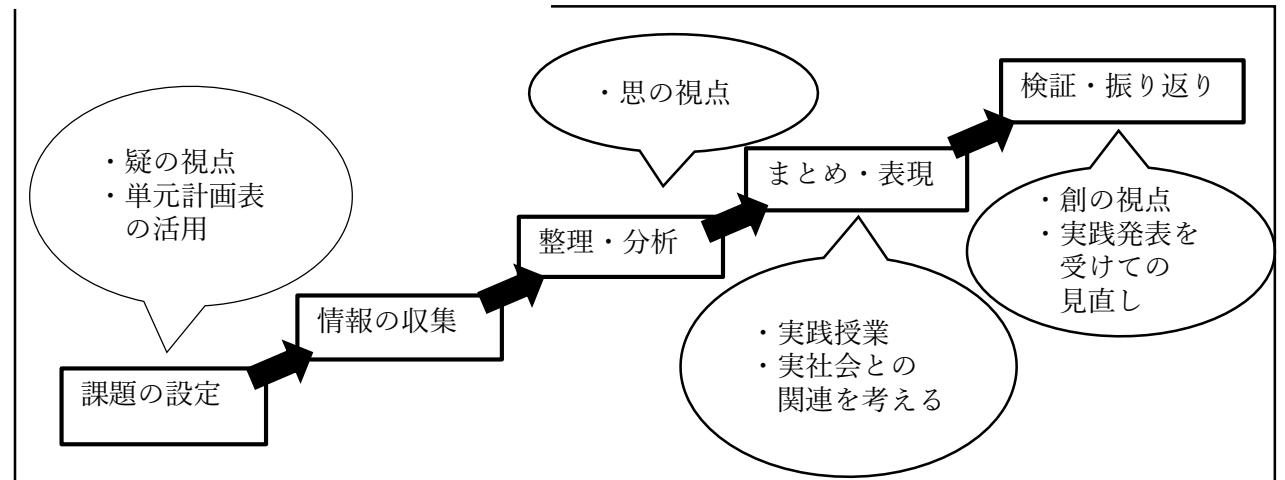 ・疑の視点
・単元計画表
の活用
課題の設定
情報の収集
整理・分析
・思の視点
まとめ・表現
・実践授業
・実社会との
関連を考える
検証・振り返り
・創の視点
・実践発表を
受けての
見直し